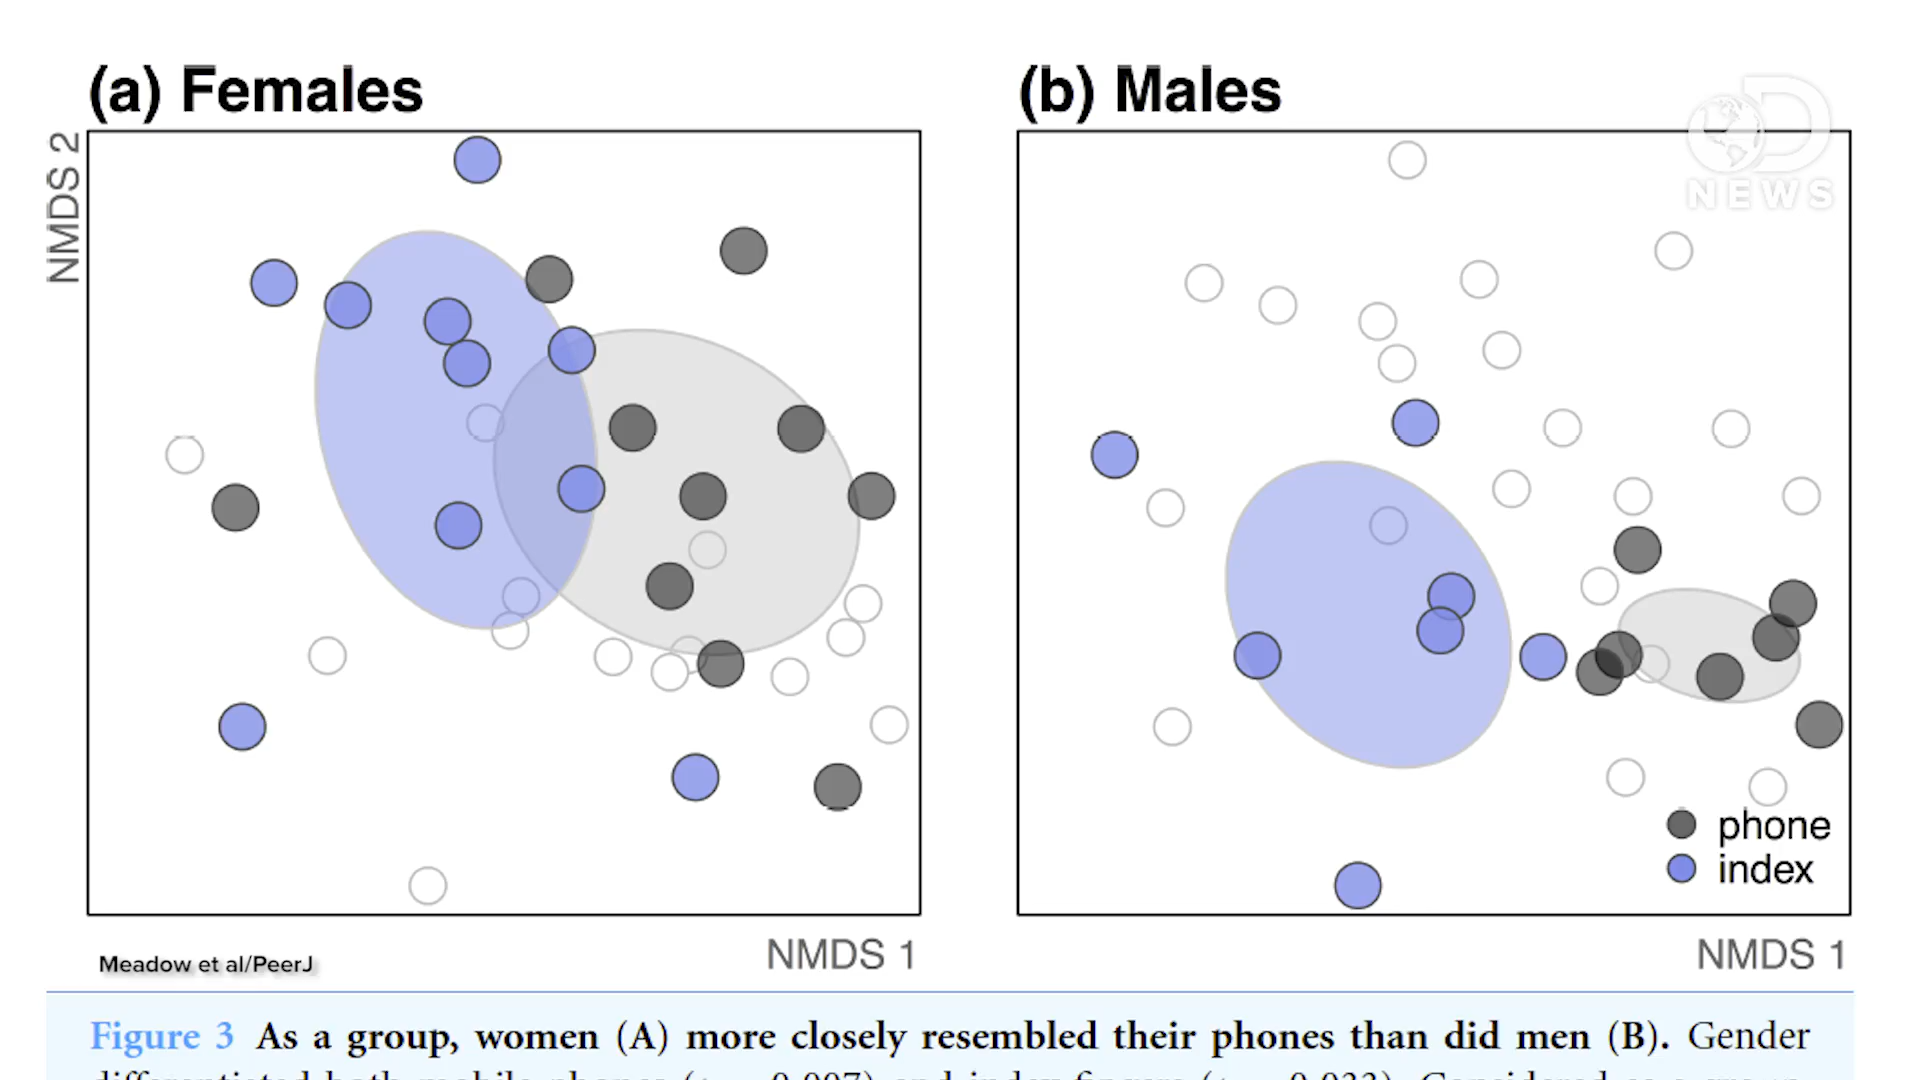 (a) Females
(b) Males
NEWS
NMDS 2
phone
index
NMDS 1
NMDS 1
Meadow et al/PeerJ
Figure 3 As a group, women (A) more closely resembled their phones than did men (B). Gender